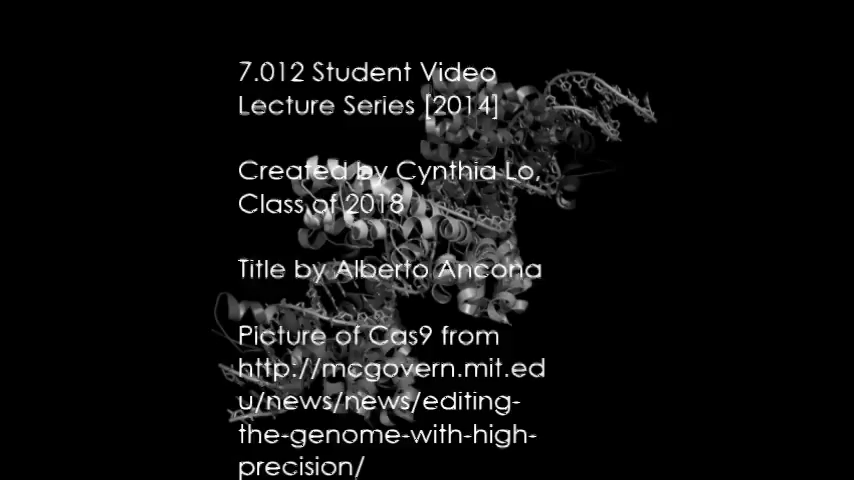 7.012 Student Video
Lecture Series [2014]
Created by Cynthia Lo,
Class of 2018
Title by Alberto Ancona
Picture of Cas9 from
http://mcgovern.mit.ed
u/news/news/editing-
the-genome-with-high-
precision/